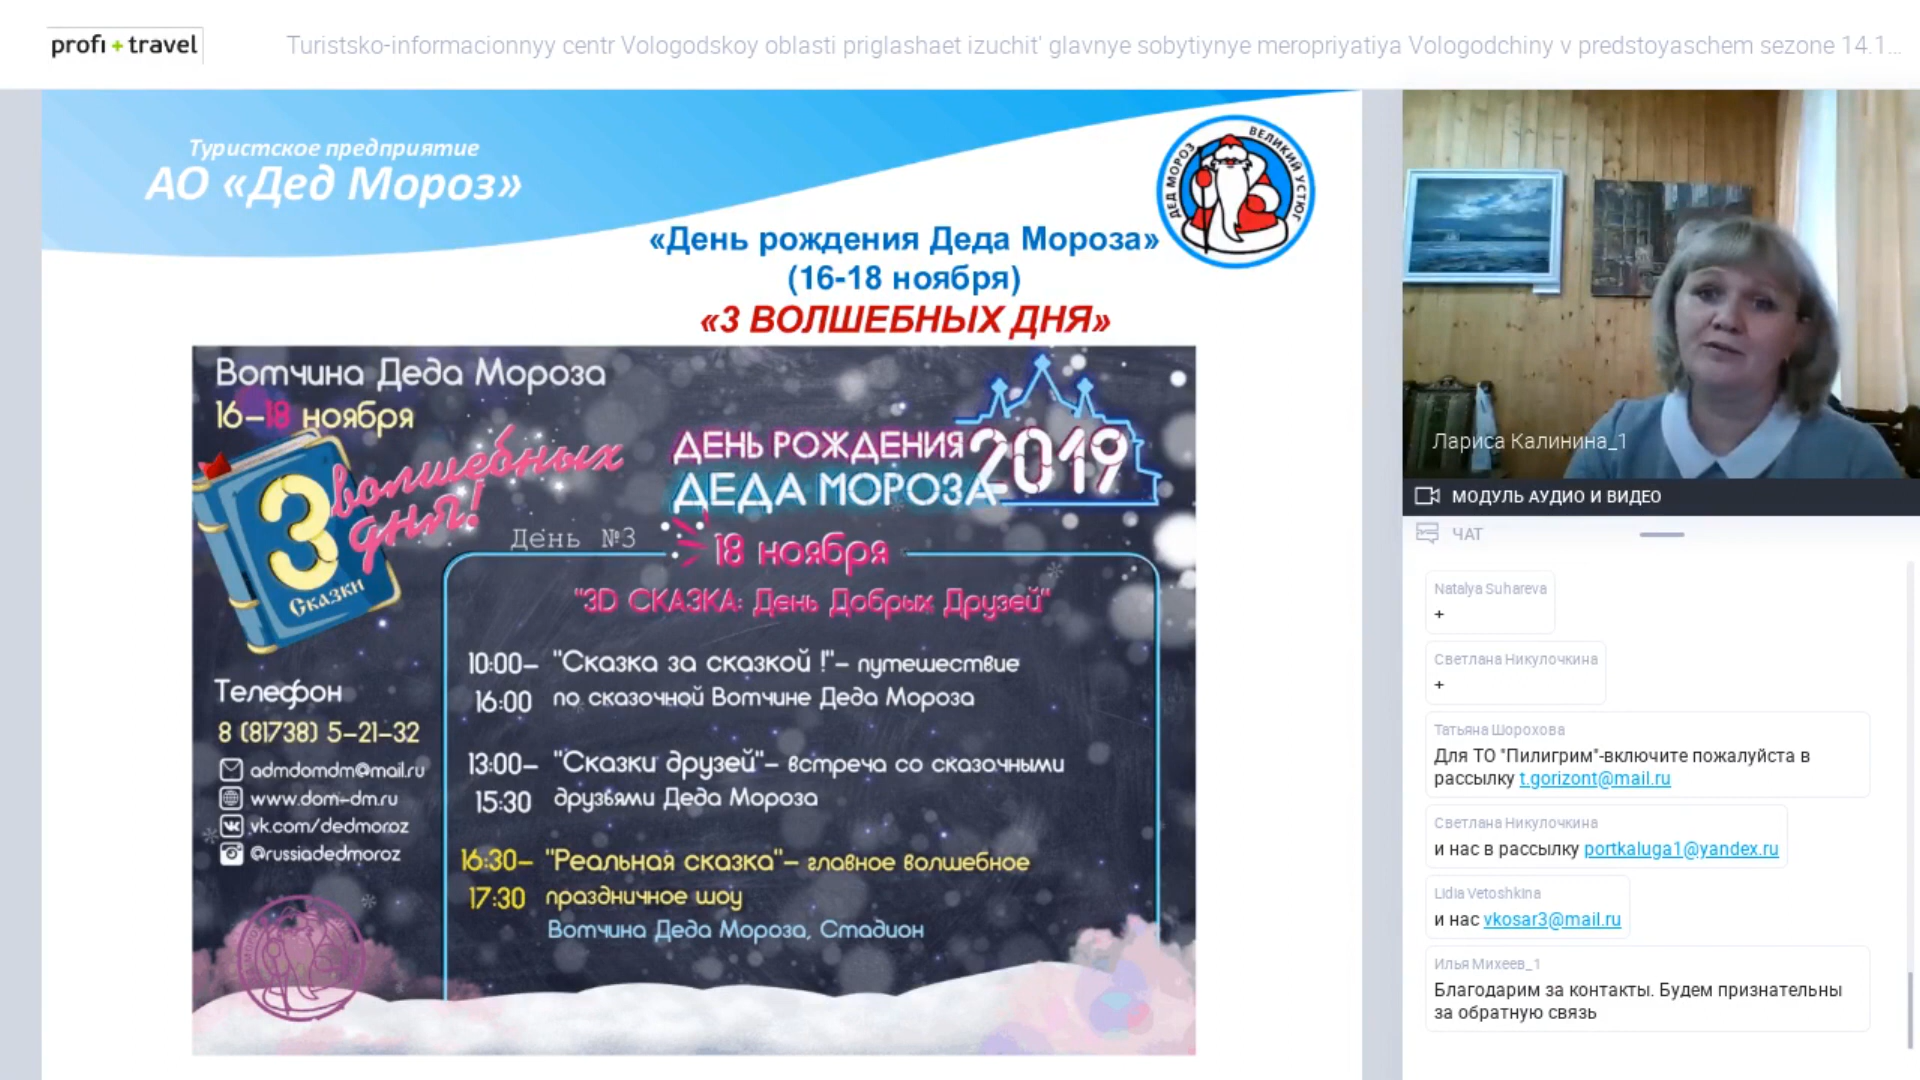 profi + travel
Turistsko-informacionnyy centr Vologodskoy oblasti priglashaet izuchit' glavnye sobytiynye meropriyatiya Vologodchiny v predstoyaschem sezone 14.1...
Туристское предприятие
АО «Дед Мороз»
ДЕД МОРОЗ ВЕЛИКИЙ УСТЮГ
«День рождения Деда Мороза»
(16-18 ноября)
«3 ВОЛШЕБНЫХ ДНЯ»
Вотчина Деда Мороза
16–18 ноября
3 волшебных
дня!
Сказки
ДЕНЬ РОЖДЕНИЯ
ДЕДА МОРОЗА
2019
День №3
18 ноября
"3D СКАЗКА: День Добрых Друзей"
10:00– "Сказка за сказкой !"– путешествие
16:00 по сказочной Вотчине Деда Мороза
13:00– "Сказки друзей"– встреча со сказочными
15:30 друзьями Деда Мороза
16:30– "Реальная сказка"– главное волшебное
17:30 праздничное шоу
Вотчина Деда Мороза, Стадион
Телефон
8 (81738) 5–21–32
admdomdm@mail.ru
www.dom-dm.ru
vk.com/dedmoroz
@russiadedmoroz
Лариса Калинина_1
МОДУЛЬ АУДИО И ВИДЕО
ЧАТ
Natalya Suhareva
+
Светлана Никулочкина
+
Татьяна Шорохова
Для ТО "Пилигрим"-включите пожалуйста в
рассылку t.gorizont@mail.ru
Светлана Никулочкина
и нас в рассылку portkaluga1@yandex.ru
Lidia Vetoshkina
и нас vkosar3@mail.ru
Илья Михеев_1
Благодарим за контакты. Будем признательны
за обратную связь